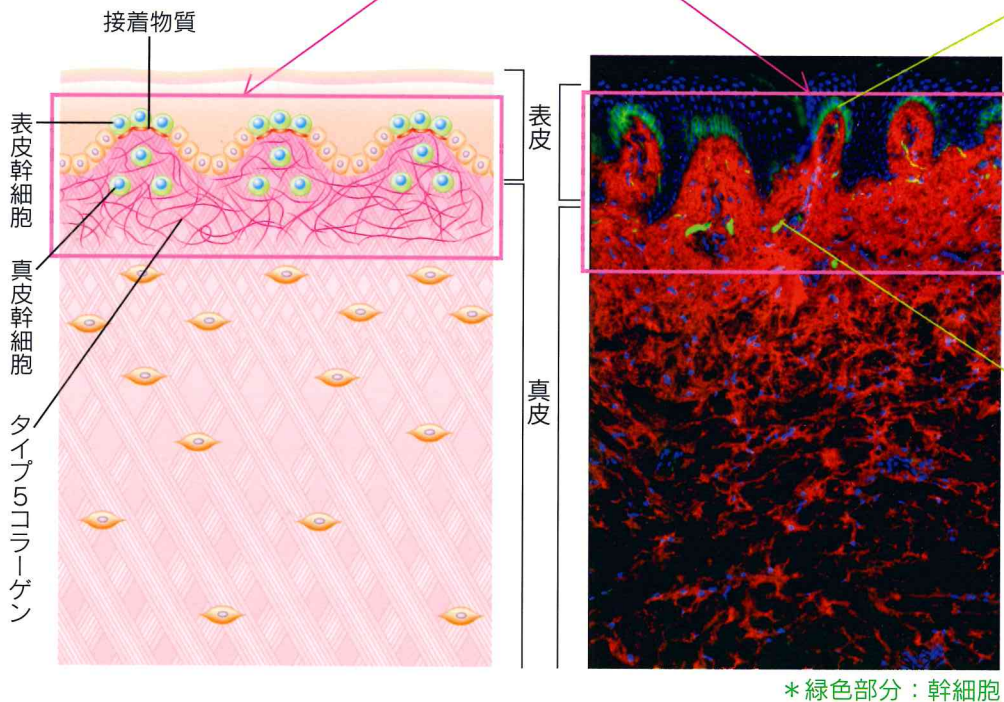 接着物質
表皮幹細胞
真皮幹細胞
タイプ5コラーゲン
表皮
真皮
*緑色部分:幹細胞